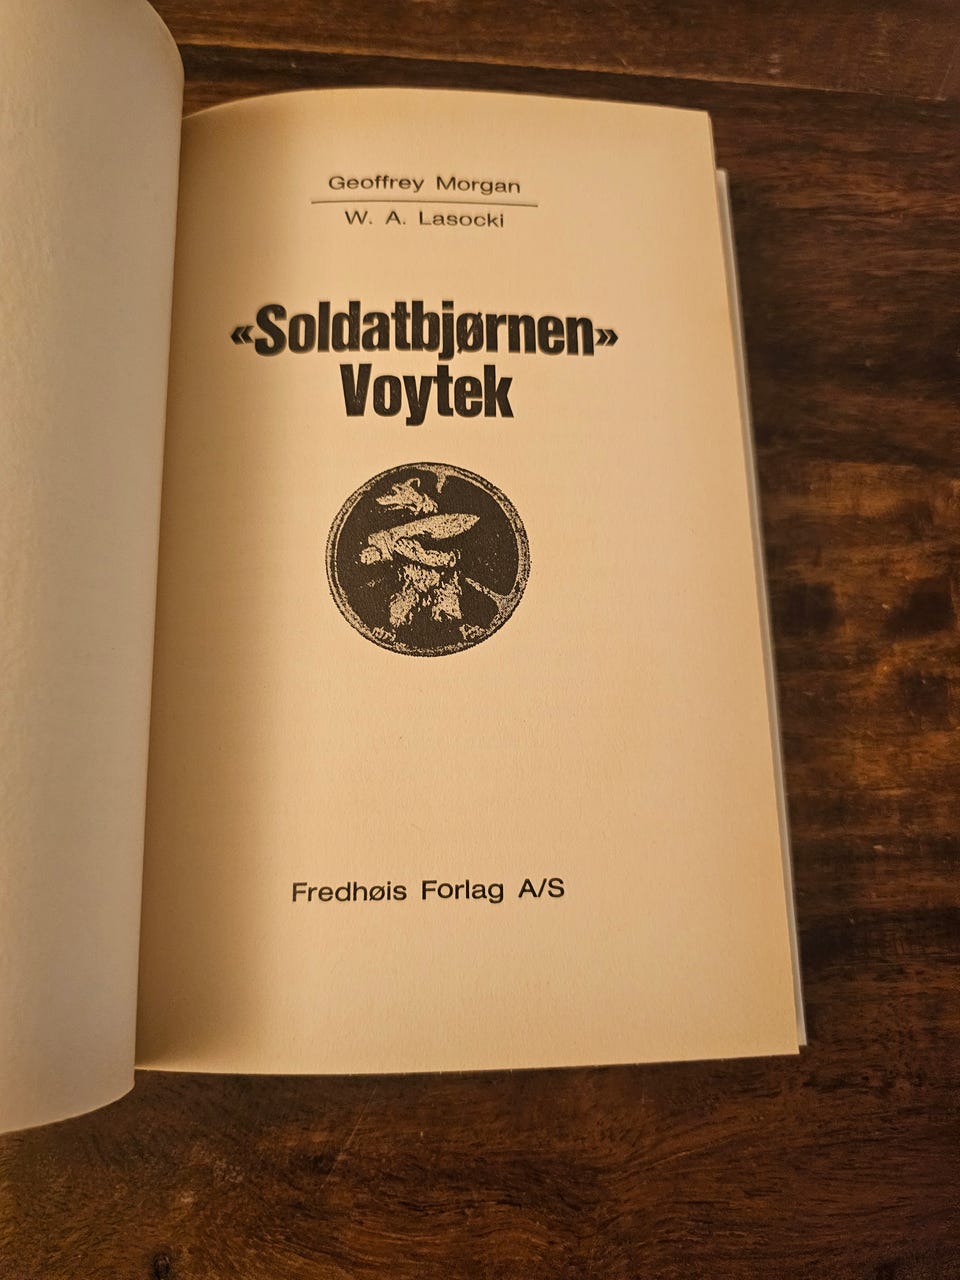 Geoffrey Morgan
W. A. Lasocki
«Soldatbjørnen»
Voytek
Fredhøis Forlag A/S